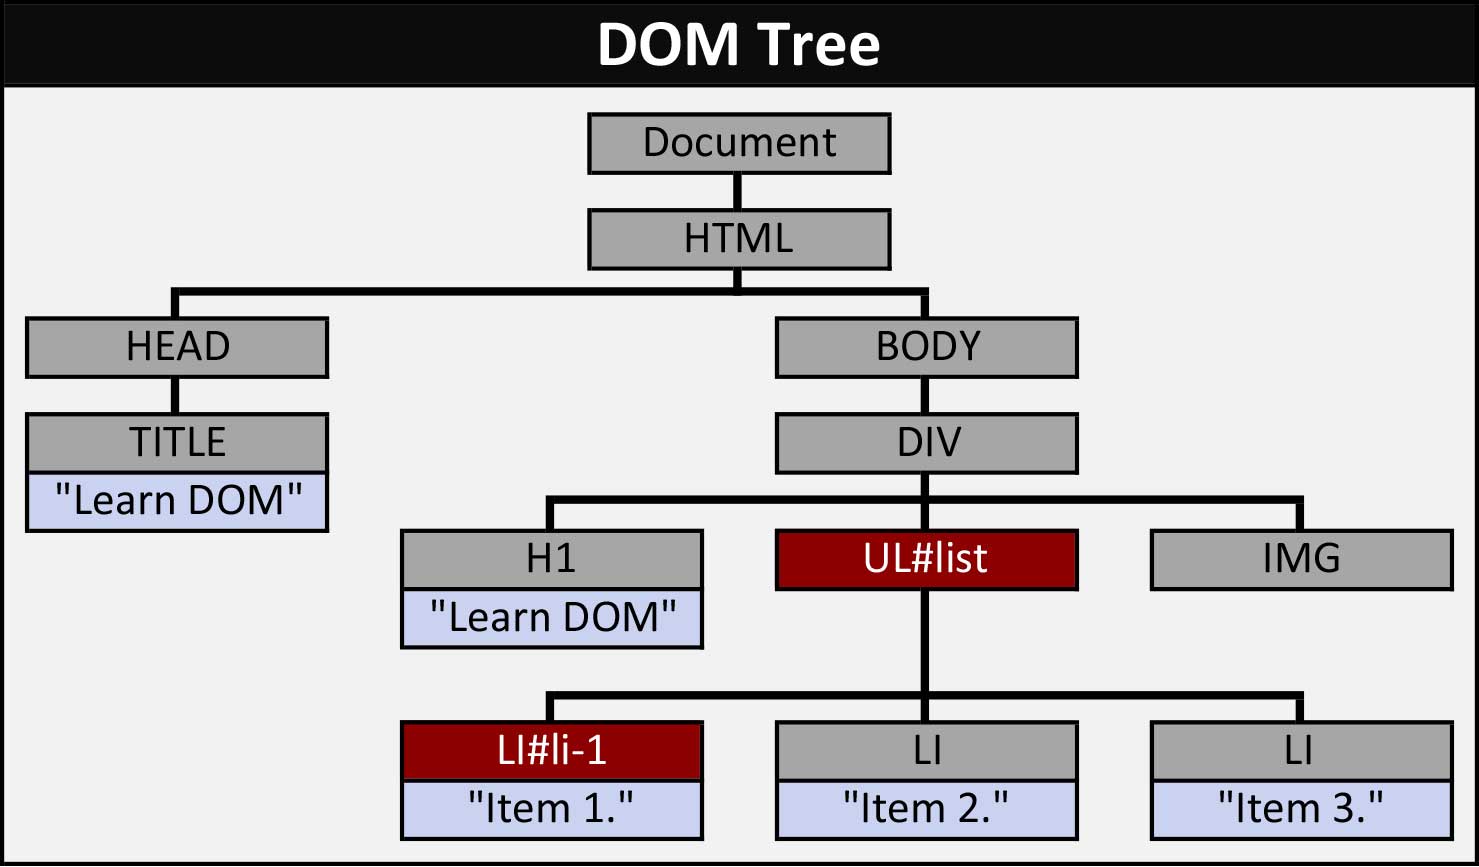 DOM Tree
Document
HTML
HEAD
BODY
TITLE
"Learn DOM"
DIV
H1
"Learn DOM"
UL#list
IMG
LI#li-1
"Item 1."
LI
"Item 2."
LI
"Item 3."